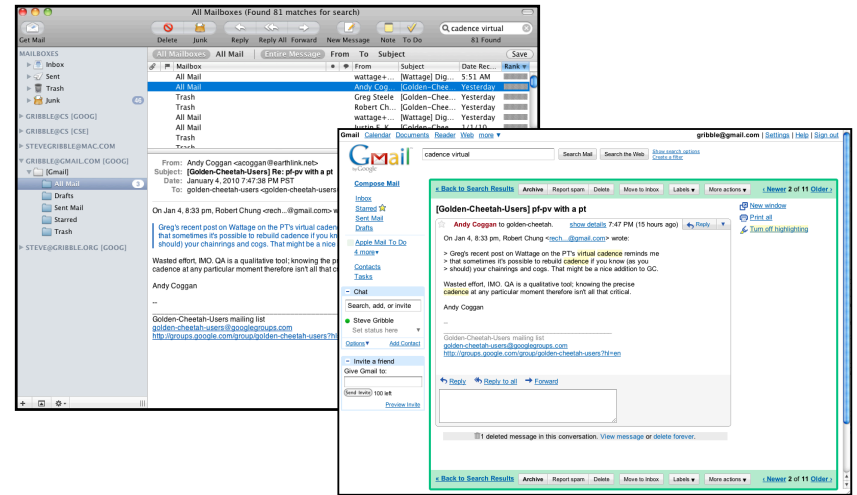 All Mailboxes (Found 81 matches for search)
cadence virtual
Get Mail
Delete Junk Reply Reply All Forward New Message Note To Do 81 Found
MAILBOXES
Inbox
Sent
Trash
Junk
GRIBBLE@CS [GOOG]
GRIBBLE@CS [CSE]
STEVEGRIBBLE@MAC.COM
GRIBBLE@GMAIL.COM [GOOG]
[Gmail]
All Mail 3
Drafts
Sent Mail
Starred
Trash
STEVE@GRIBBLE.ORG [GOOG]
All Mailboxes All Mail Entire Message From To Subject Save
Mailbox From Subject Date Rec... Rank
All Mail wattage+... [Wattage] Dig... 5:51 AM
All Mail Andy Cog... [Golden-Chee... Yesterday
Trash Greg Steele [Golden-Chee... Yesterday
Trash Robert Ch... [Golden-Chee... Yesterday
All Mail wattage+... [Wattage] Dig... Yesterday
All Mail
Trash
Trash
From: Andy Coggan <acoggan@earthlink.net>
Subject: [Golden-Cheetah-Users] Re: pf-pv with a pt
Date: January 4, 2010 7:47:38 PM PST
To: golden-cheetah-users <golden-cheetah-users
On Jan 4, 8:33 pm, Robert Chung <rech...@gmail.com> w
Greg's recent post on Wattage on the PT's virtual caden
that sometimes it's possible to rebuild cadence if you kn
should) your chainrings and cogs. That might be a nice
Wasted effort, IMO. QA is a qualitative tool; knowing the p
cadence at any particular moment therefore isn't all that c
Andy Coggan
--
Golden-Cheetah-Users mailing list
golden-cheetah-users@googlegroups.com
http://groups.google.com/group/golden-cheetah-users?hl
Gmail Calendar Documents Reader Web more ▼ gribble@gmail.com | Settings | Help | Sign out
Gmail
by Google
cadence virtual Search Mail Search the Web Show search options
Create a filter
Compose Mail
Inbox
Starred
Sent Mail
Drafts
Apple Mail To Do
4 more▼
Contacts
Tasks
– Chat
Search, add, or invite
Steve Gribble
Set status here
Options▼ Add Contact
– Invite a friend
Give Gmail to:
Send Invite 100 left
Preview Invite
« Back to Search Results Archive Report spam Delete Move to Inbox Labels ▼ More actions ▼ ‹ Newer 2 of 11 Older ›
[Golden-Cheetah-Users] pf-pv with a pt
New window
Print all
Turn off highlighting
Andy Coggan to golden-cheetah. show details 7:47 PM (15 hours ago) Reply ▼
On Jan 4, 8:33 pm, Robert Chung <rech...@gmail.com> wrote:
> Greg's recent post on Wattage on the PT's virtual cadence reminds me
> that sometimes it's possible to rebuild cadence if you know (as you
> should) your chainrings and cogs. That might be a nice addition to GC.
Wasted effort, IMO. QA is a qualitative tool; knowing the precise
cadence at any particular moment therefore isn't all that critical.
Andy Coggan
--
Golden-Cheetah-Users mailing list
golden-cheetah-users@googlegroups.com
http://groups.google.com/group/golden-cheetah-users?hl=en
Reply Reply to all Forward
1 deleted message in this conversation. View message or delete forever.
« Back to Search Results Archive Report spam Delete Move to Inbox Labels ▼ More actions ▼ ‹ Newer 2 of 11 Older ›